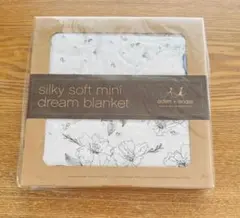 silky soft mini
dream blanket
aden + anais